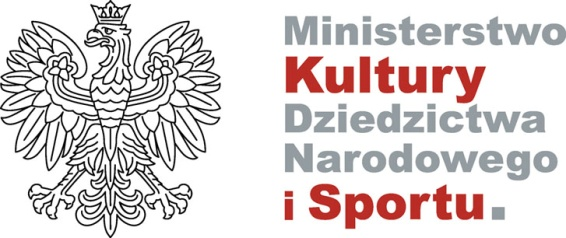 Ministerstwo
Kultury
Dziedzictwa
Narodowego
i Sportu.